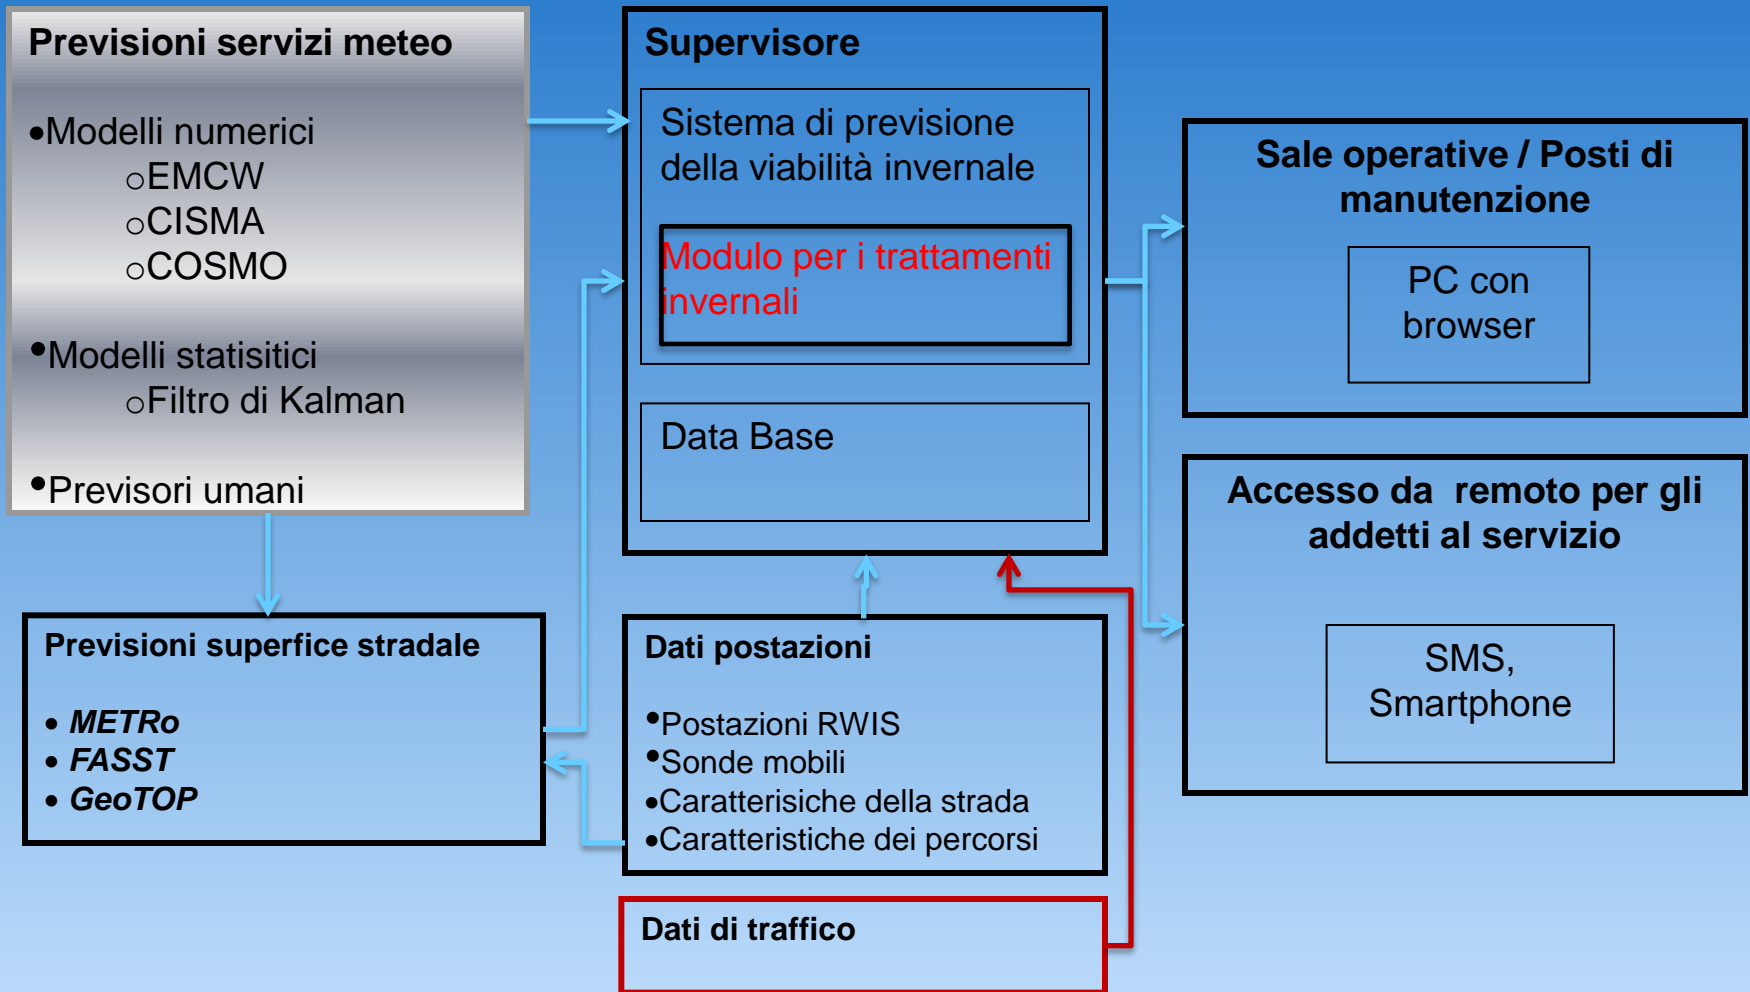 Previsioni servizi meteo
•Modelli numerici
oEMCW
oCISMA
oCOSMO
•Modelli statisitici
oFiltro di Kalman
•Previsori umani
Supervisore
Sistema di previsione
della viabilità invernale
Modulo per i trattamenti
invernali
Data Base
Sale operative / Posti di
manutenzione
PC con
browser
Accesso da remoto per gli
addetti al servizio
SMS,
Smartphone
Previsioni superfice stradale
• METRo
• FASST
• GeoTOP
Dati postazioni
•Postazioni RWIS
•Sonde mobili
•Caratterisiche della strada
•Caratteristiche dei percorsi
Dati di traffico